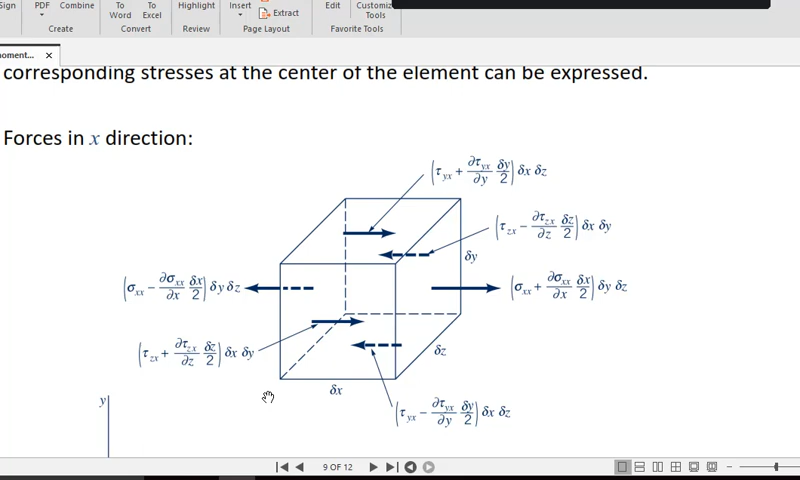 Sign
PDF Combine To Word To Excel Highlight Insert Extract Edit Customiz Tools
Create Convert Review Page Layout Favorite Tools
moment... ×
corresponding stresses at the center of the element can be expressed.
Forces in x direction:
(τyx + ∂τyx/∂y δy/2) δx δz
(τzx − ∂τzx/∂z δz/2) δx δy
δy
(σxx − ∂σxx/∂x δx/2) δy δz
(σxx + ∂σxx/∂x δx/2) δy δz
(τzx + ∂τzx/∂z δz/2) δx δy
δz
δx
y
(τyx − ∂τyx/∂y δy/2) δx δz
9 OF 12